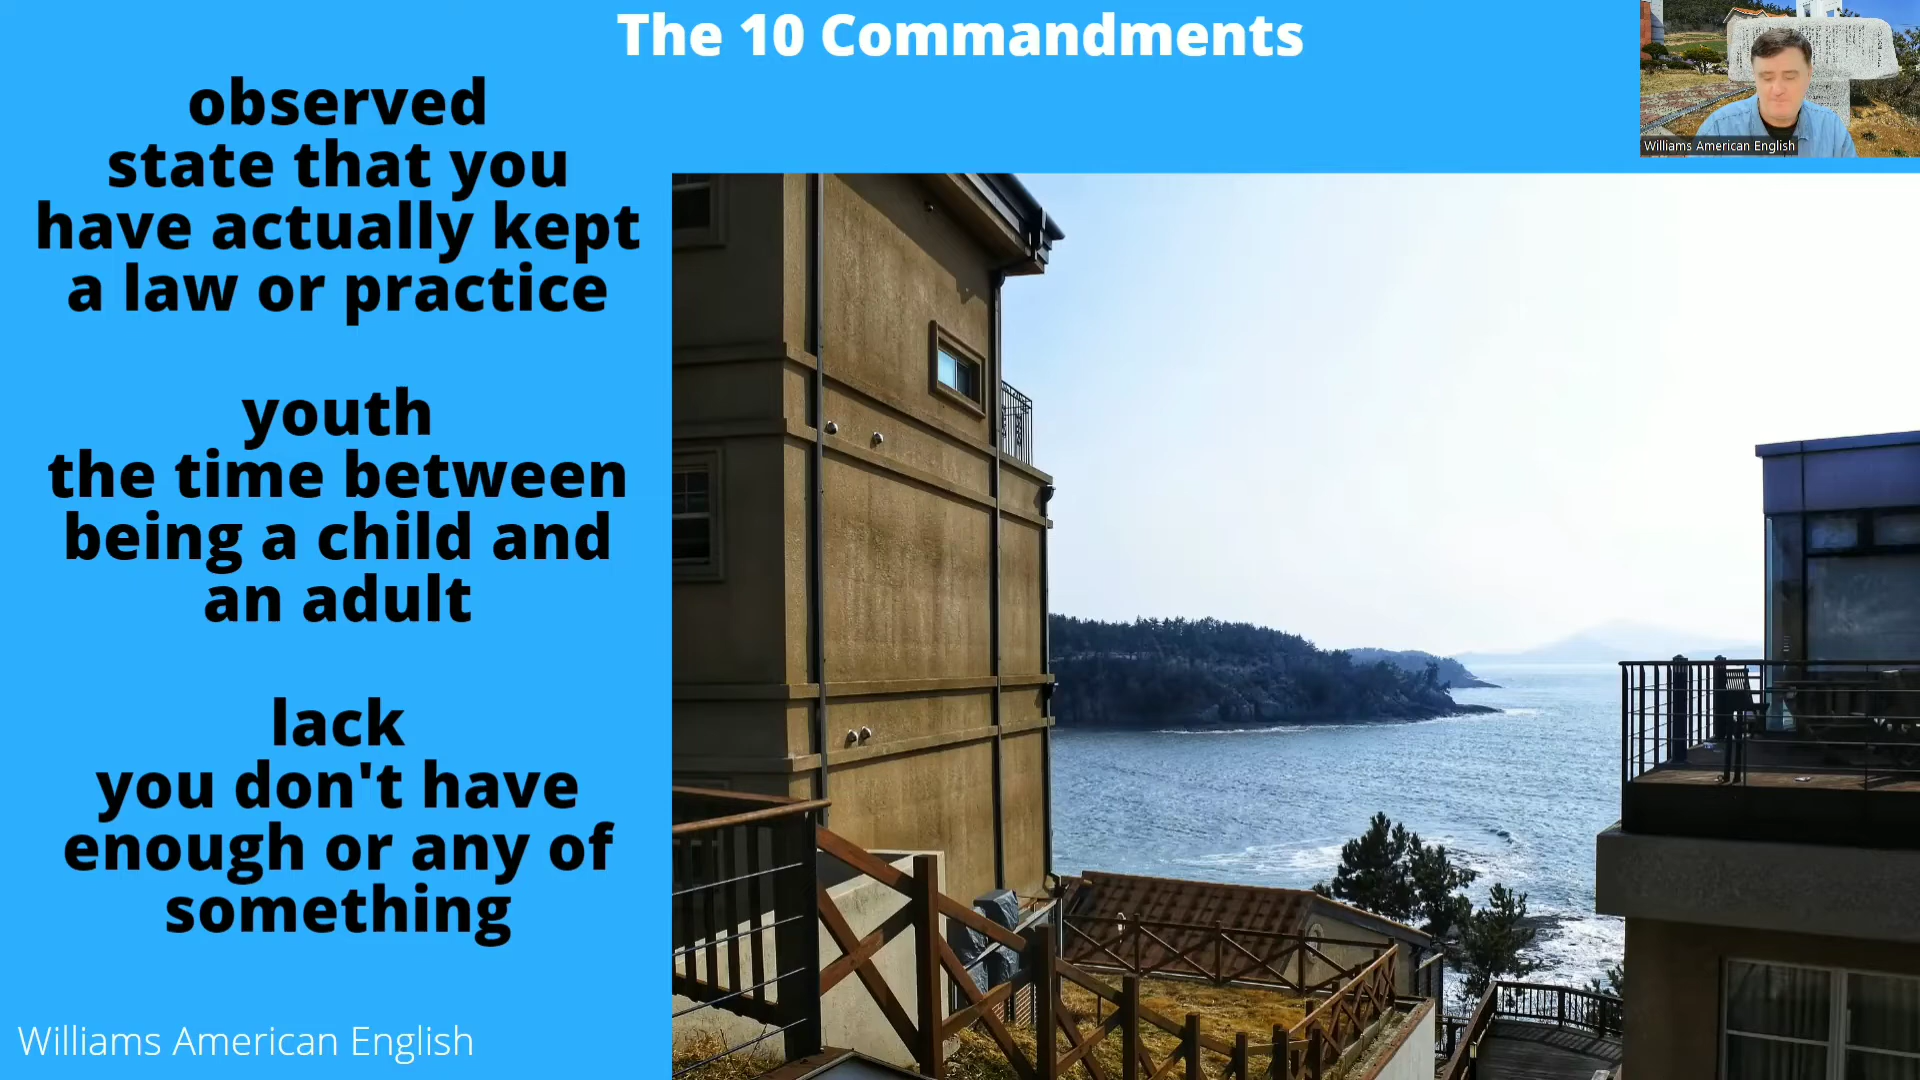 The 10 Commandments
observed
state that you
have actually kept
a law or practice
youth
the time between
being a child and
an adult
lack
you don't have
enough or any of
something
Williams American English
Williams American English